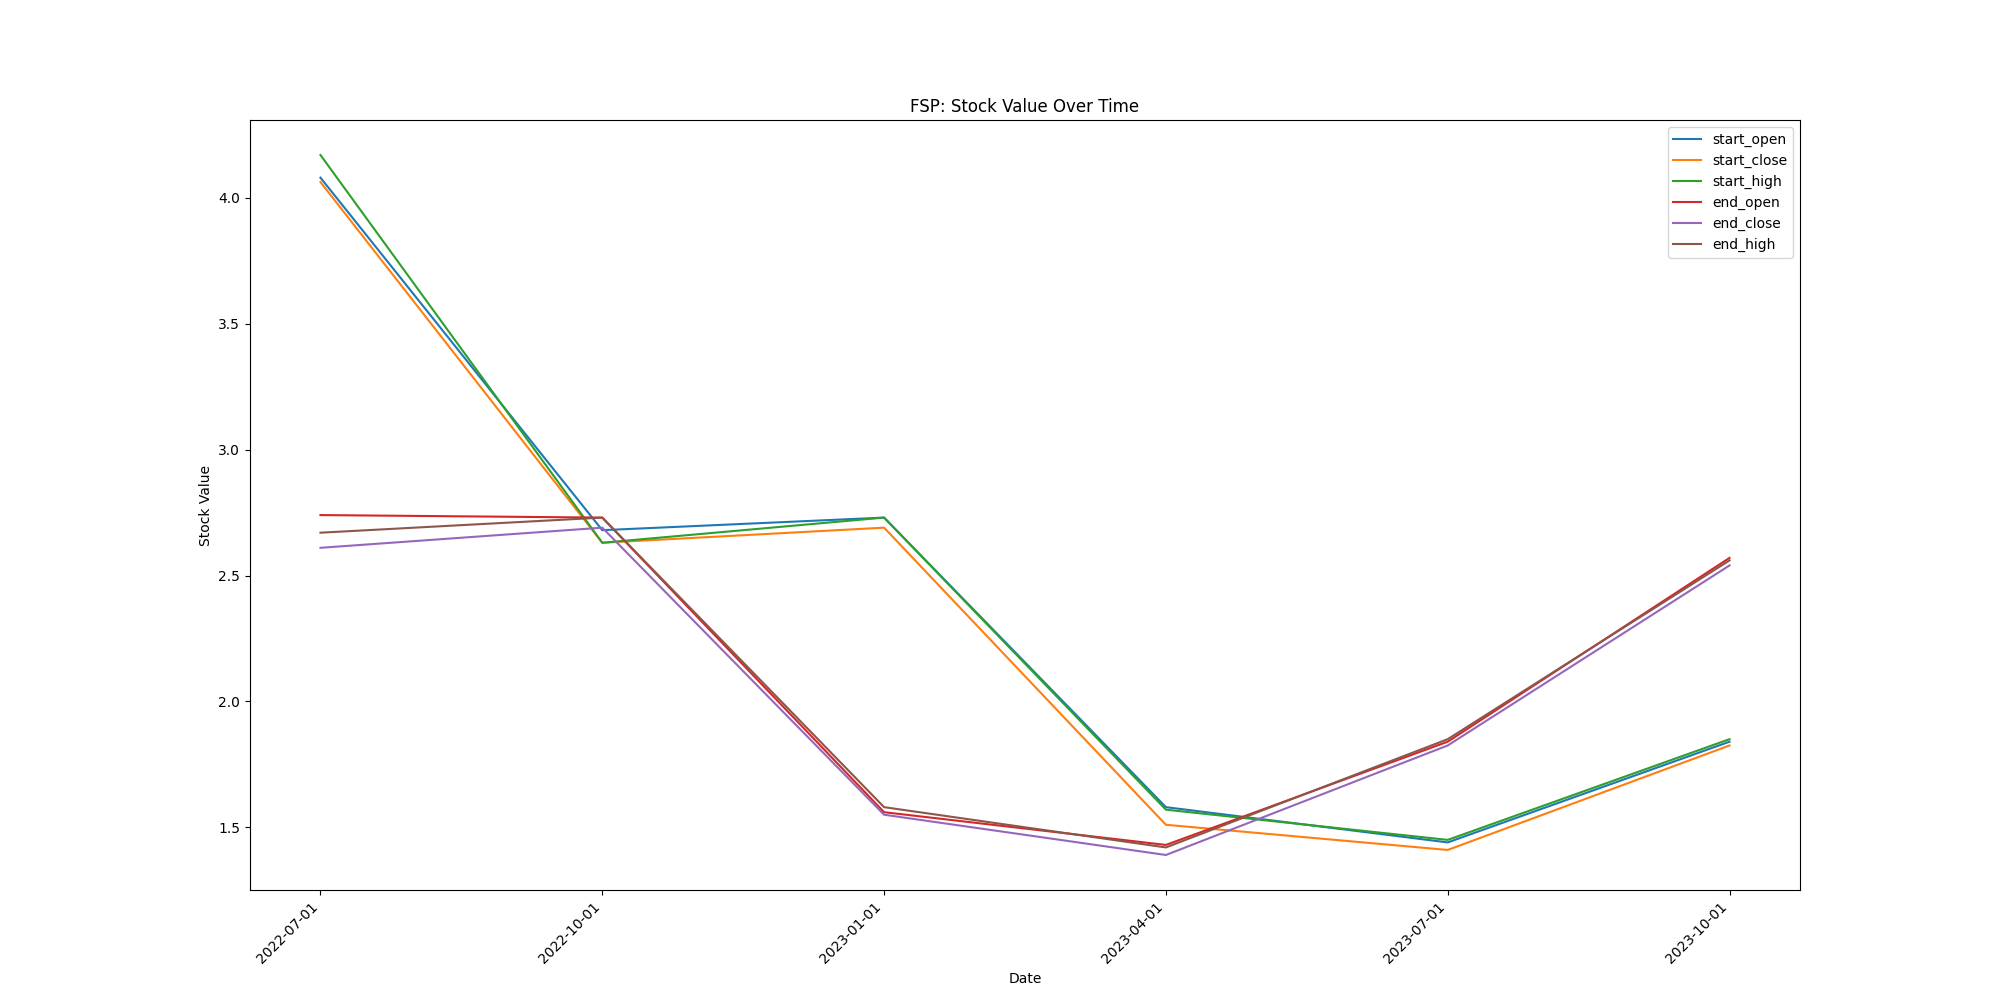 FSP: Stock Value Over Time
start_open
start_close
start_high
end_open
end_close
end_high
Stock Value
4.0
3.5
3.0
2.5
2.0
1.5
2022-07-01
2022-10-01
2023-01-01
2023-04-01
2023-07-01
2023-10-01
Date